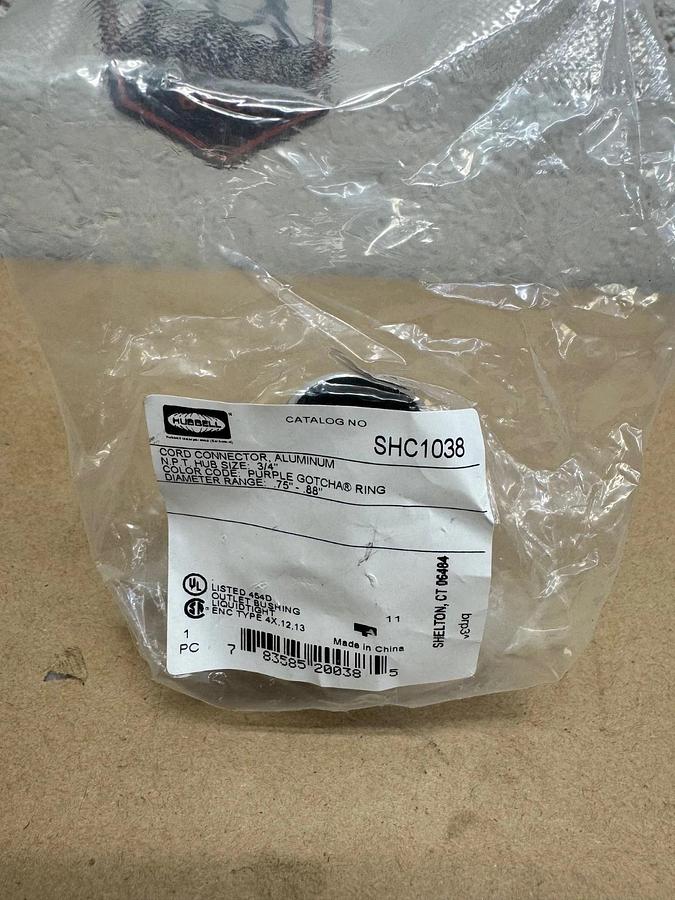 HUBBELL
CATALOG NO
SHC1038
CORD CONNECTOR, ALUMINUM
N.P.T. HUB SIZE: 3/4"
COLOR CODE: PURPLE GOTCHA® RING
DIAMETER RANGE: .75" - .88"
UL
LISTED 454D
OUTLET BUSHING
LIQUIDTIGHT
ENC TYPE 4X,12,13
11
Made in China
1
PC
7 83585 20038 5
SHELTON, CT 06484
brp3v